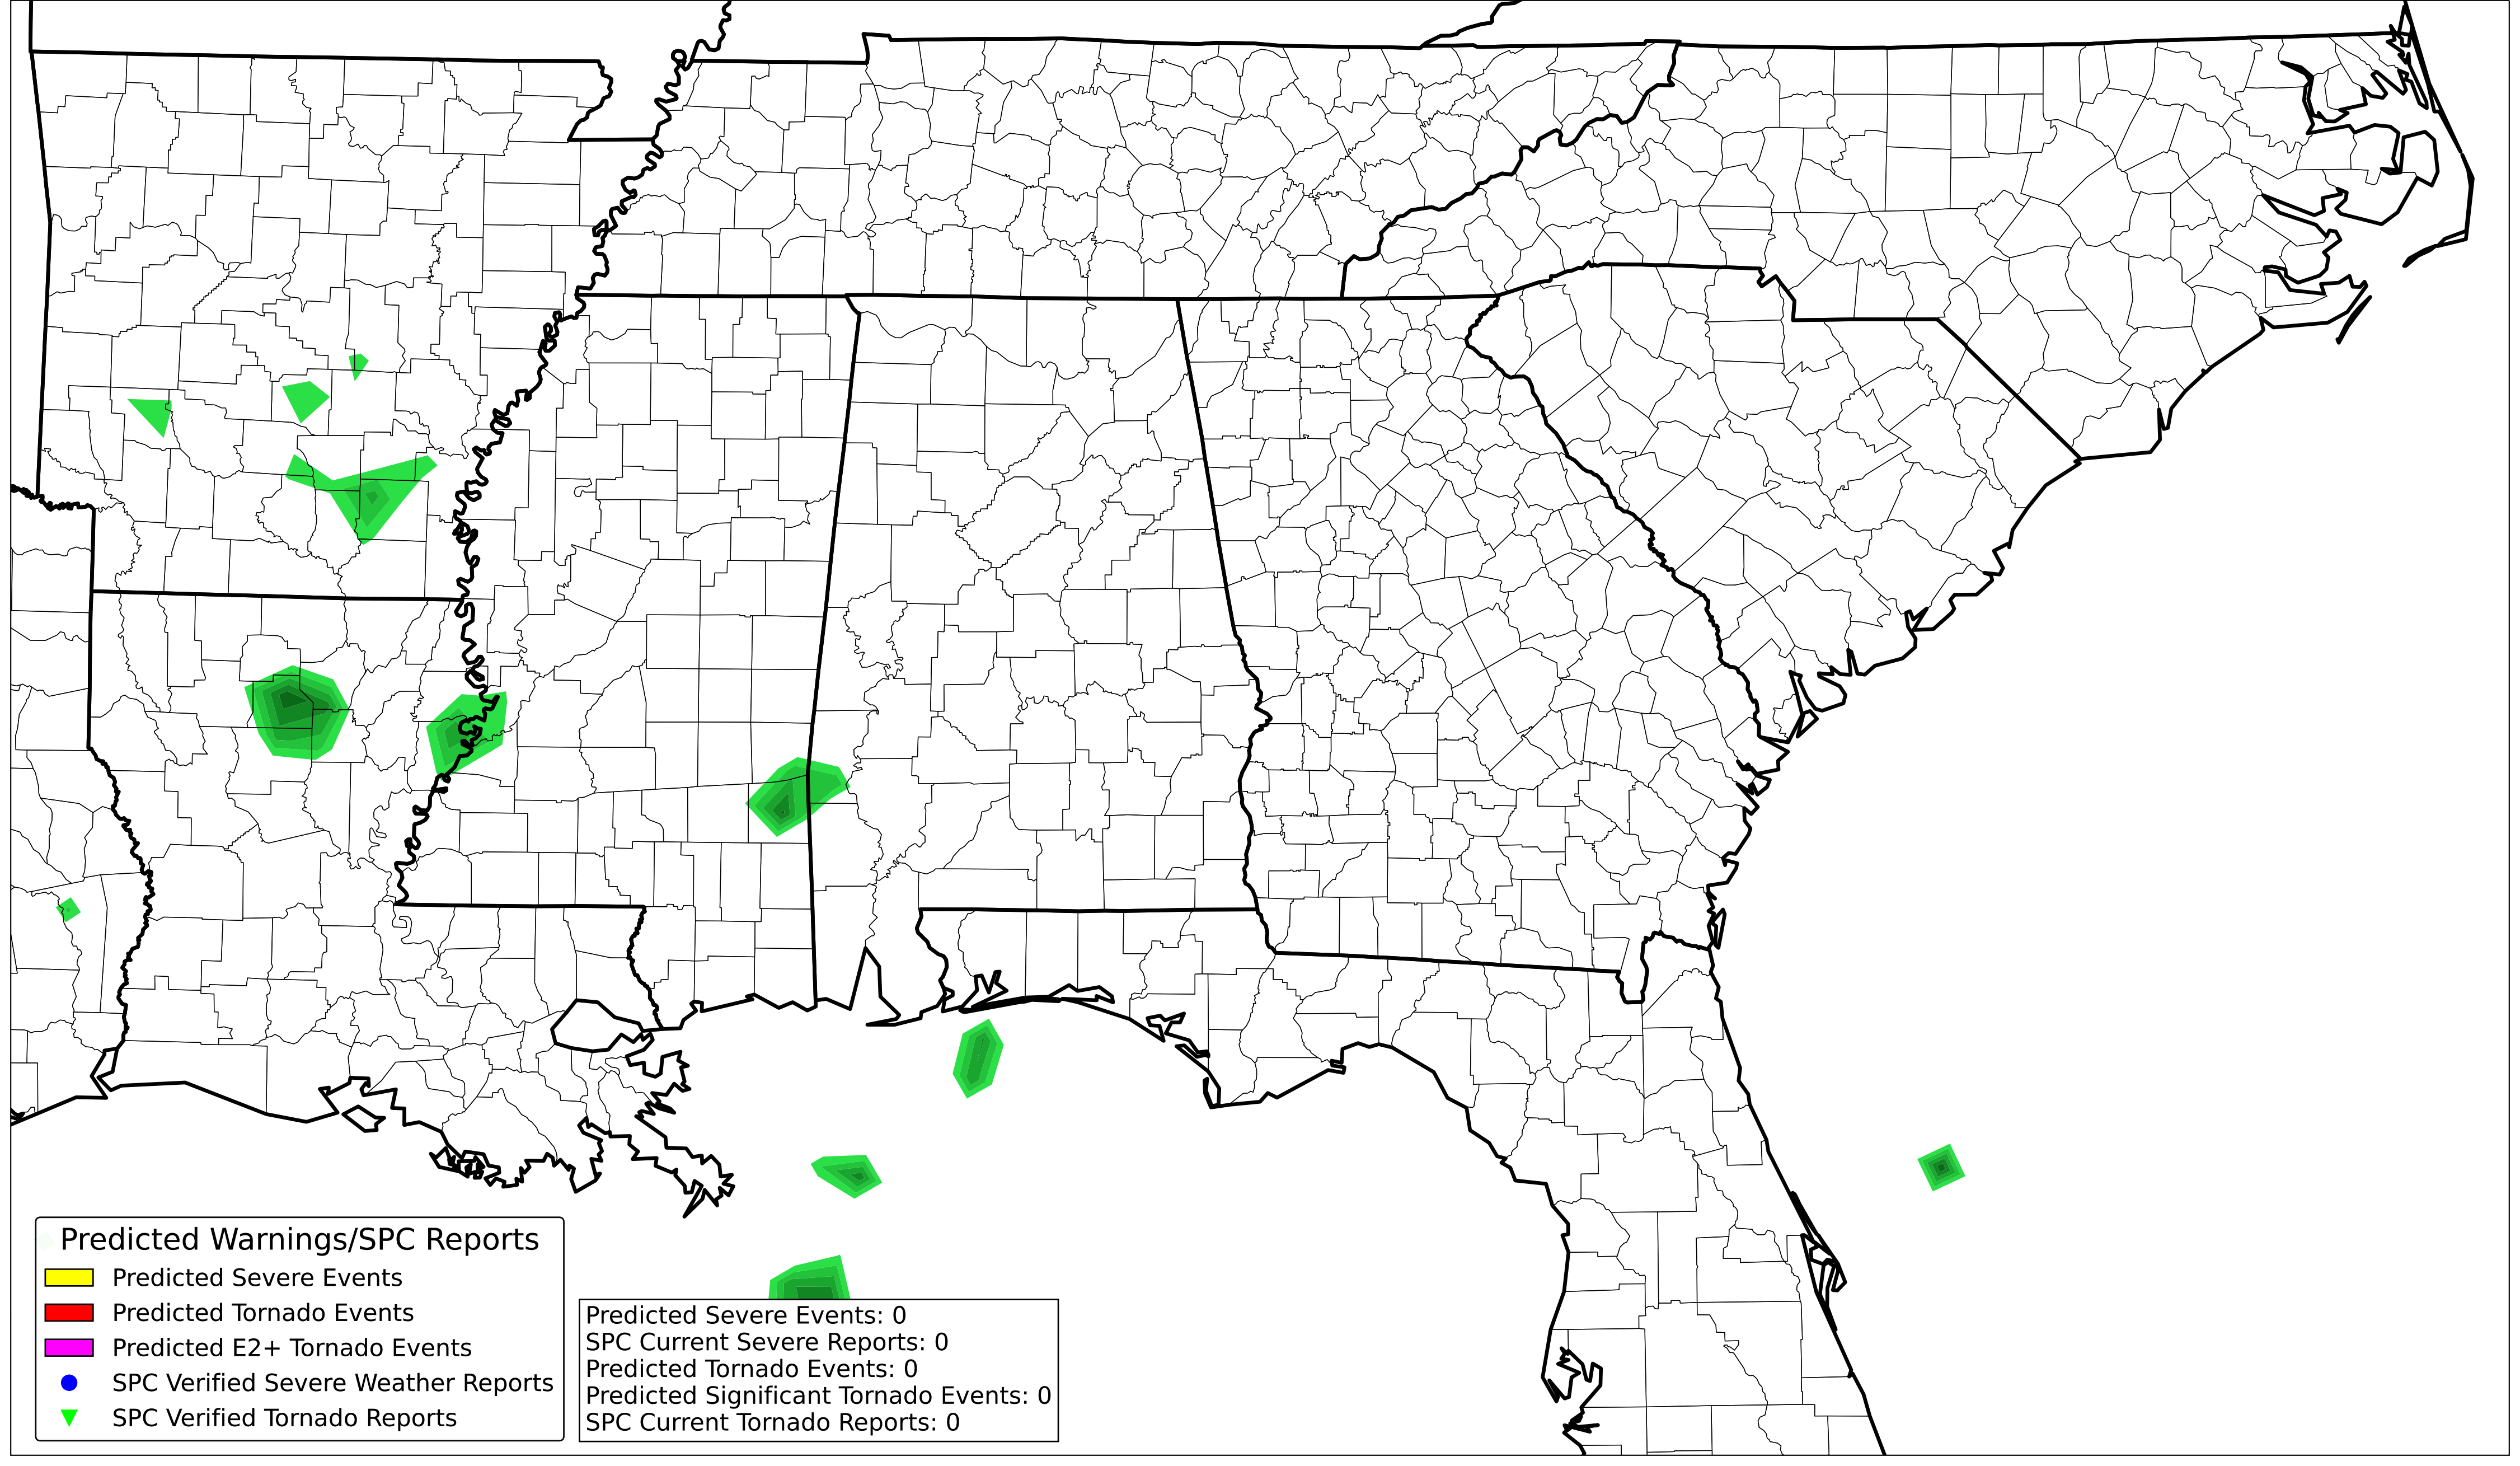 Predicted Warnings/SPC Reports
Predicted Severe Events
Predicted Tornado Events
Predicted E2+ Tornado Events
SPC Verified Severe Weather Reports
SPC Verified Tornado Reports
Predicted Severe Events: 0
SPC Current Severe Reports: 0
Predicted Tornado Events: 0
Predicted Significant Tornado Events: 0
SPC Current Tornado Reports: 0